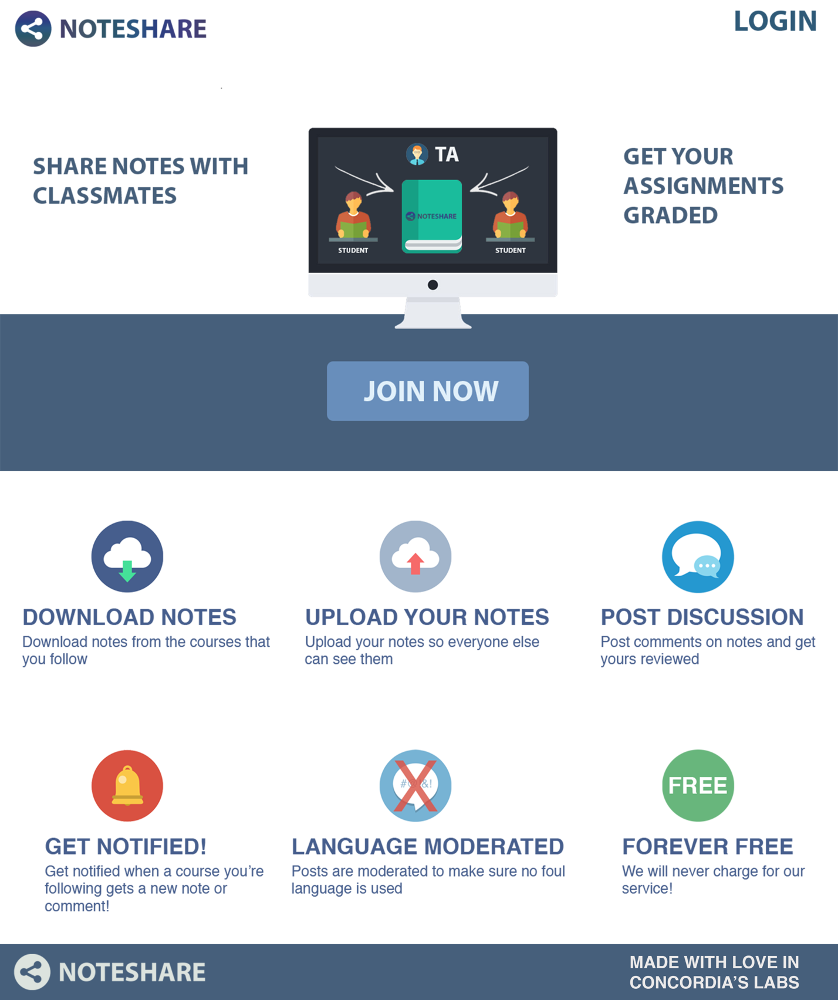 NOTESHARE
LOGIN
SHARE NOTES WITH
CLASSMATES
TA
NOTESHARE
STUDENT
STUDENT
GET YOUR
ASSIGNMENTS
GRADED
JOIN NOW
DOWNLOAD NOTES
Download notes from the courses that
you follow
UPLOAD YOUR NOTES
Upload your notes so everyone else
can see them
POST DISCUSSION
Post comments on notes and get
yours reviewed
#@!&!
GET NOTIFIED!
Get notified when a course you’re
following gets a new note or
comment!
LANGUAGE MODERATED
Posts are moderated to make sure no foul
language is used
FREE
FOREVER FREE
We will never charge for our
service!
NOTESHARE
MADE WITH LOVE IN
CONCORDIA’S LABS